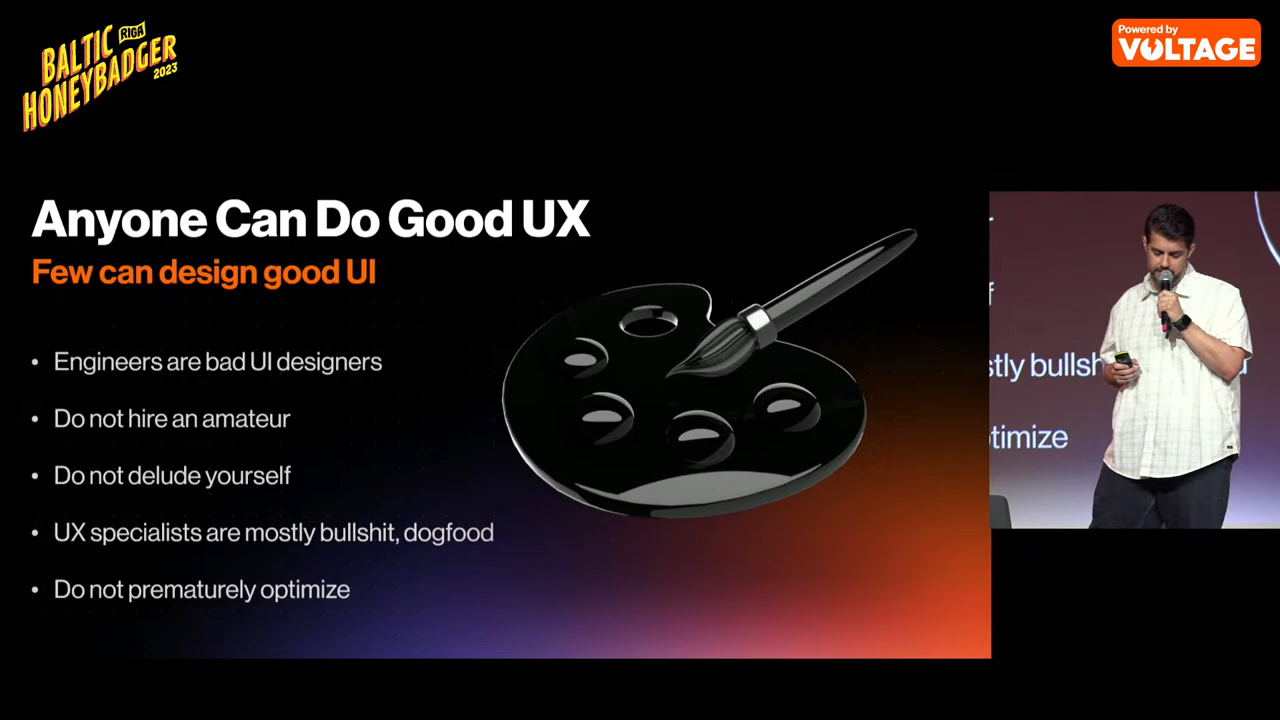 BALTIC
RIGA
HONEYBADGER
2023
Powered by
VOLTAGE
Anyone Can Do Good UX
Few can design good UI
• Engineers are bad UI designers
• Do not hire an amateur
• Do not delude yourself
• UX specialists are mostly bullshit, dogfood
• Do not prematurely optimize
stly bullsh
timize